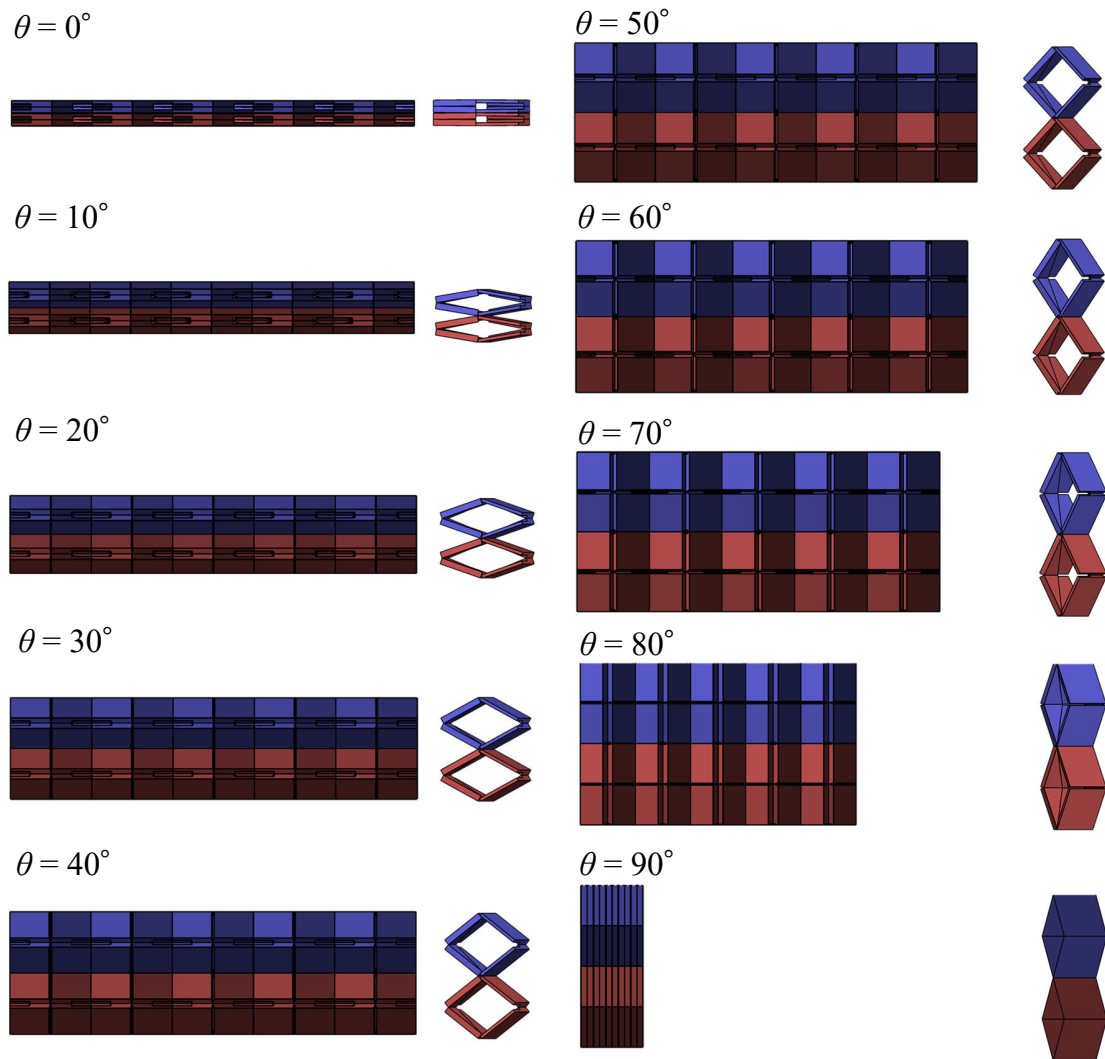 θ = 0°
θ = 10°
θ = 20°
θ = 30°
θ = 40°
θ = 50°
θ = 60°
θ = 70°
θ = 80°
θ = 90°